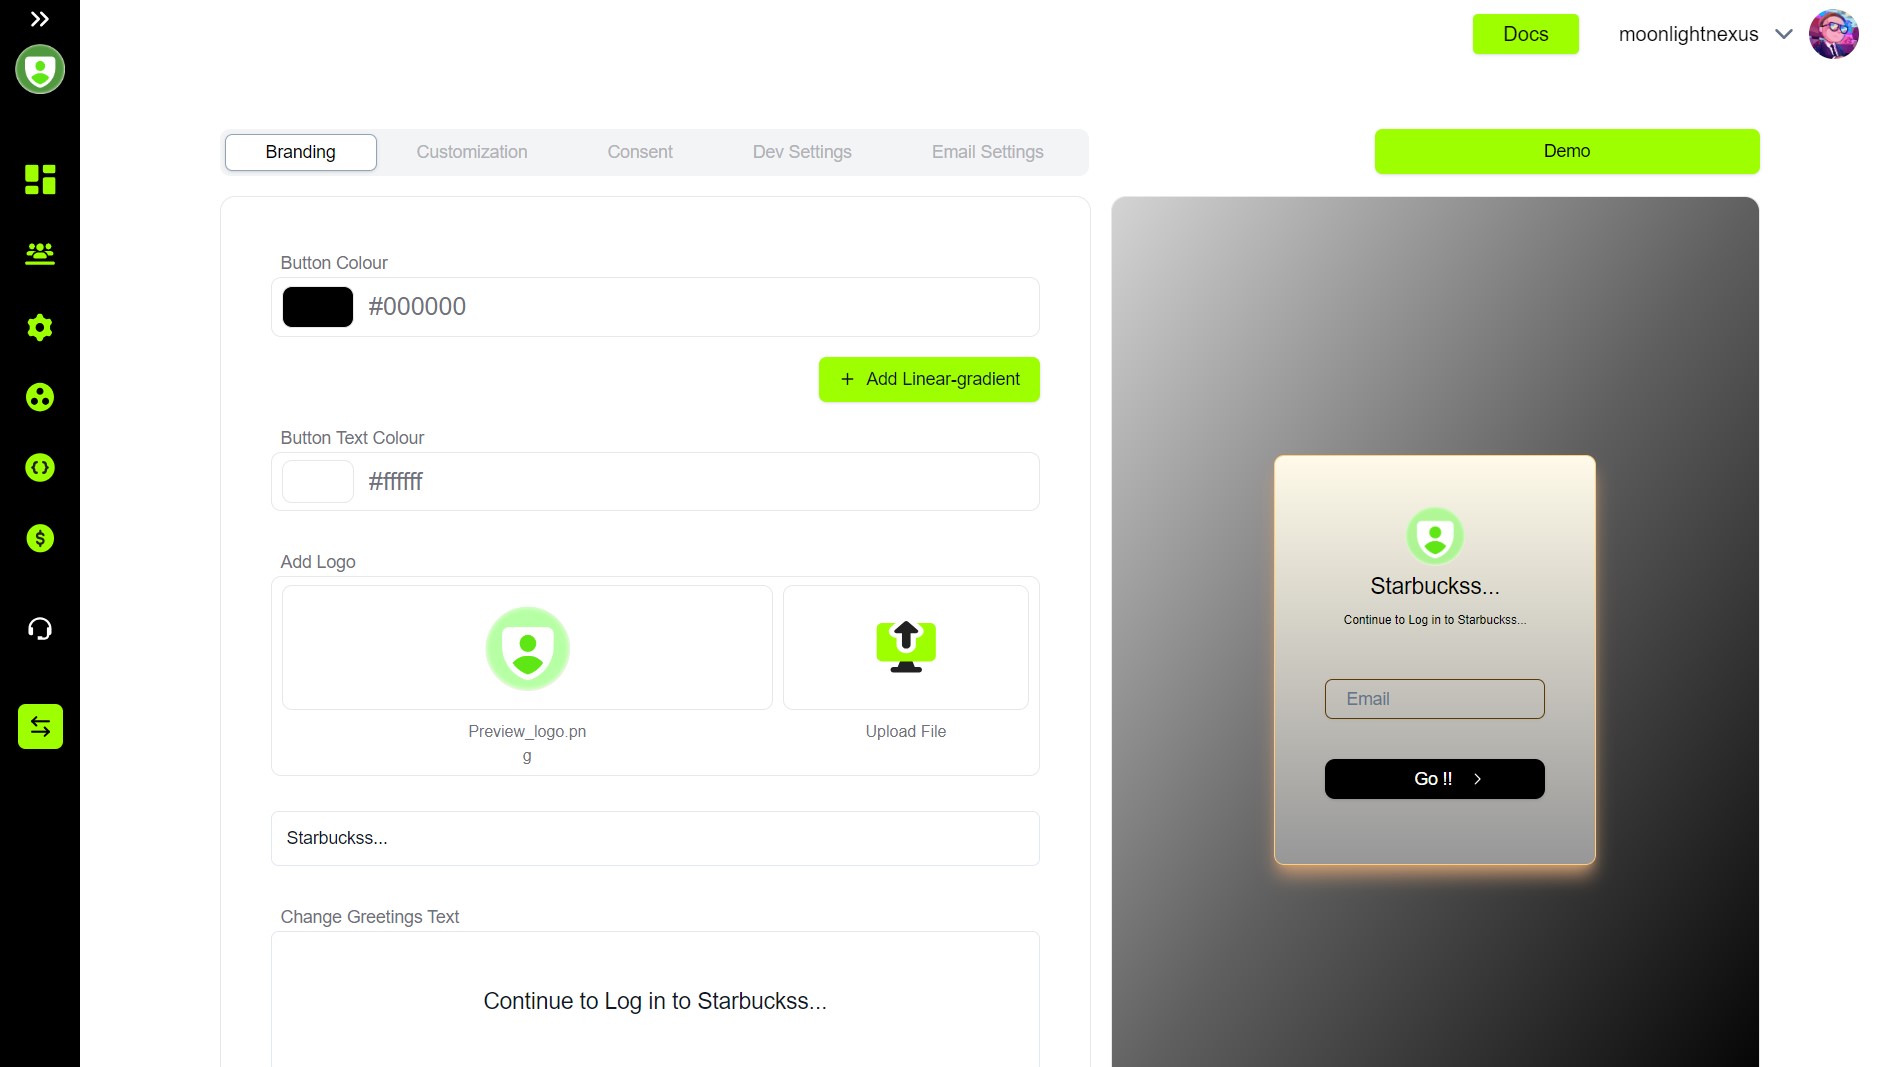 Docs
moonlightnexus
Branding
Customization
Consent
Dev Settings
Email Settings
Demo
Button Colour
#000000
+ Add Linear-gradient
Button Text Colour
#ffffff
Add Logo
Preview_logo.pn
g
Upload File
Starbuckss...
Change Greetings Text
Continue to Log in to Starbuckss...
Starbuckss...
Continue to Log in to Starbuckss...
Email
Go !!